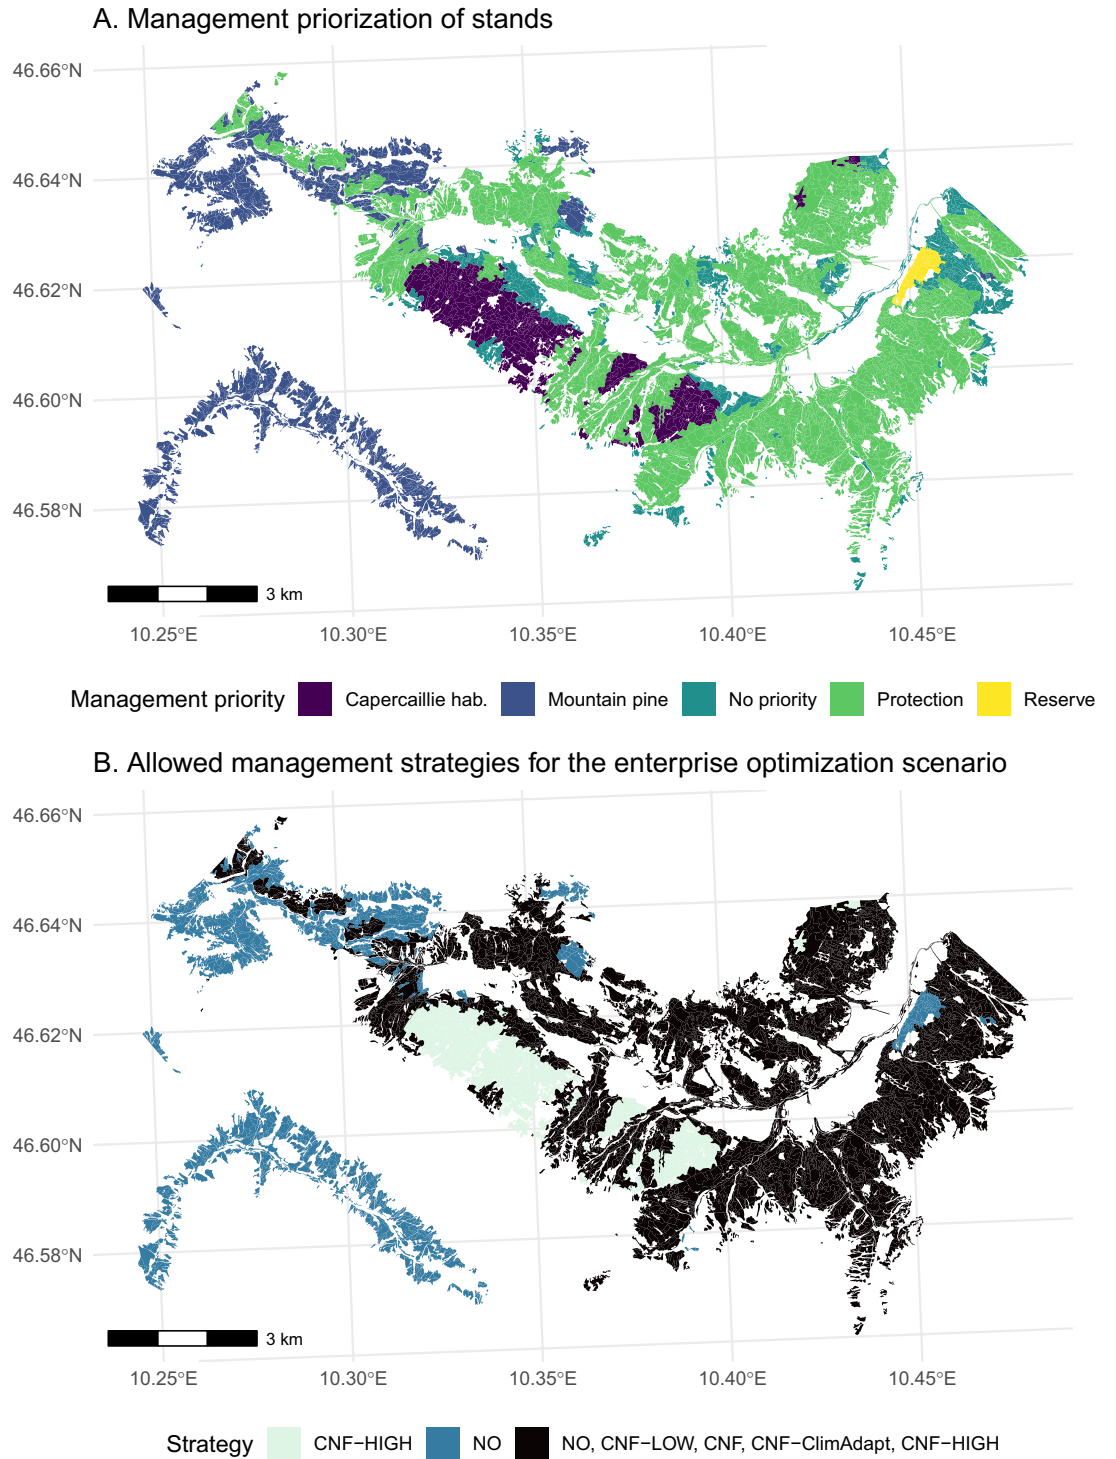 A. Management priorization of stands
46.66°N
46.64°N
46.62°N
46.60°N
46.58°N
3 km
10.25°E 10.30°E 10.35°E 10.40°E 10.45°E
Management priority Capercaillie hab. Mountain pine No priority Protection Reserve
B. Allowed management strategies for the enterprise optimization scenario
46.66°N
46.64°N
46.62°N
46.60°N
46.58°N
3 km
10.25°E 10.30°E 10.35°E 10.40°E 10.45°E
Strategy CNF−HIGH NO NO, CNF−LOW, CNF, CNF−ClimAdapt, CNF−HIGH